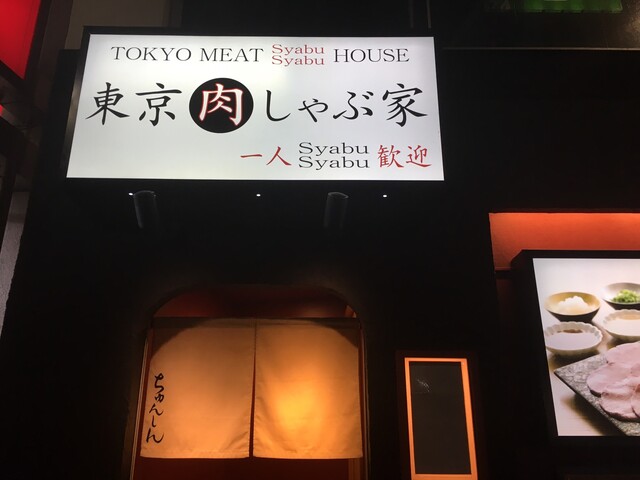 TOKYO MEAT Syabu Syabu HOUSE
東京肉しゃぶ家
一人 Syabu Syabu 歓迎
ちゅんしん